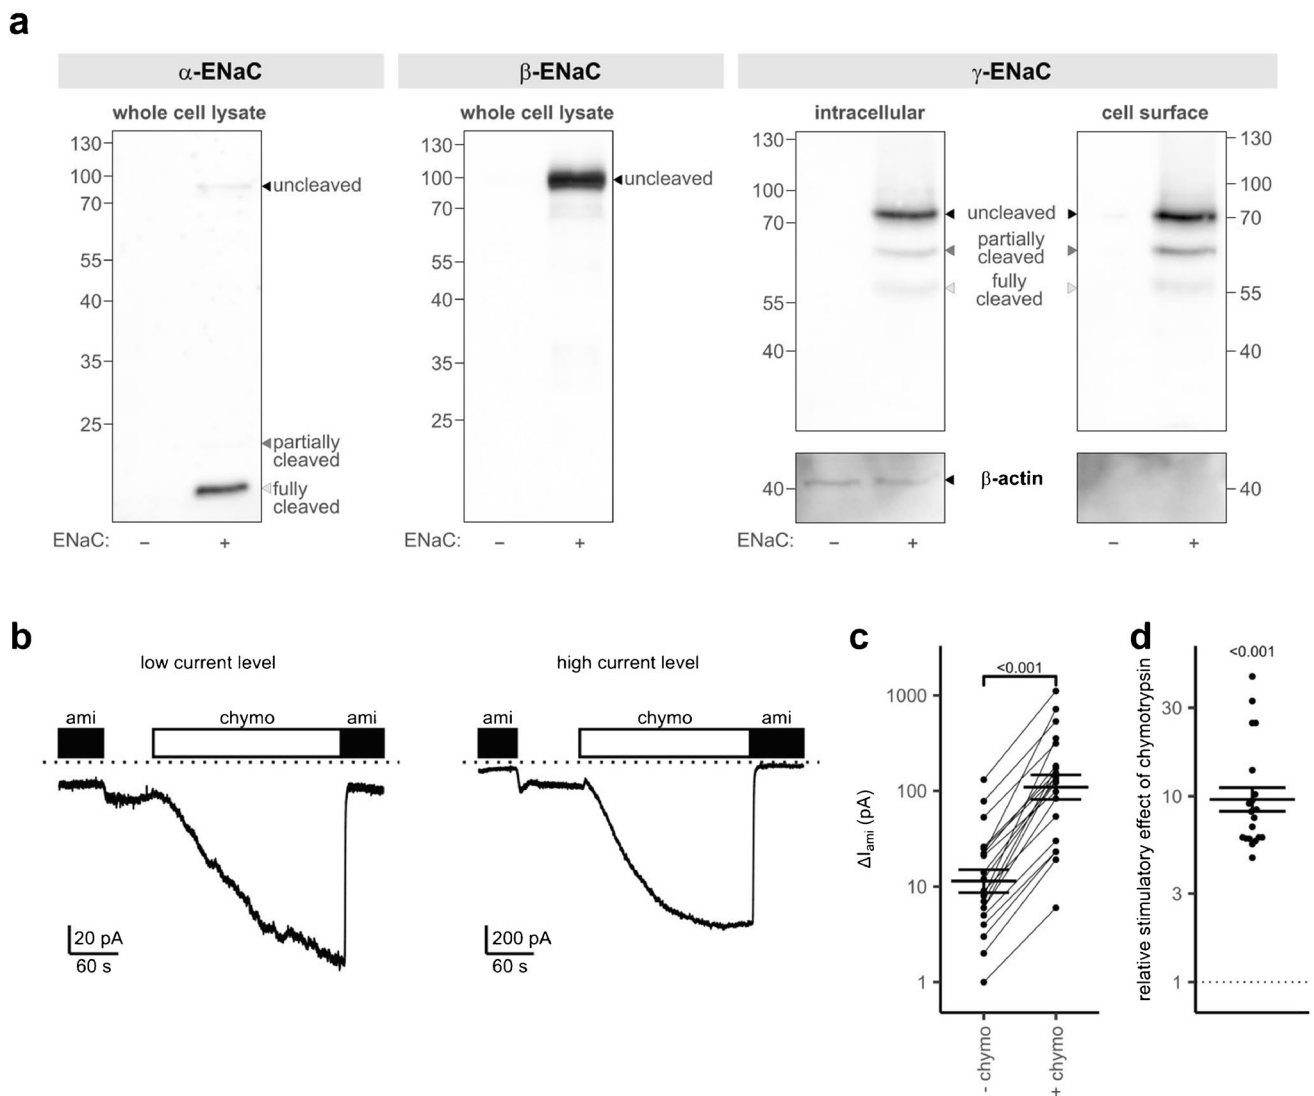 a
α-ENaC
β-ENaC
γ-ENaC
whole cell lysate
whole cell lysate
intracellular
cell surface
130
100
70
55
40
35
25
uncleaved
partially
cleaved
fully
cleaved
ENaC: – +
130
100
70
55
40
35
25
uncleaved
ENaC: – +
130
100
70
55
40
uncleaved
partially
cleaved
fully
cleaved
130
100
70
55
40
40
β-actin
40
ENaC: – +
– +
b
low current level
ami chymo ami
20 pA
60 s
high current level
ami chymo ami
200 pA
60 s
c
<0.001
ΔIami (pA)
1000
100
10
1
- chymo
+ chymo
d
<0.001
relative stimulatory effect of chymotrypsin
30
10
3
1